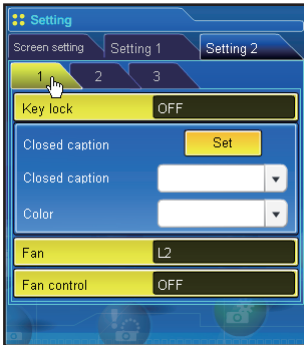 Setting
Screen setting Setting 1 Setting 2
1 2 3
Key lock OFF
Closed caption Set
Closed caption
Color
Fan L2
Fan control OFF